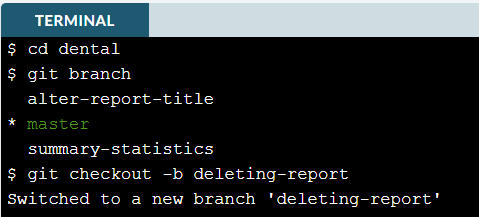 TERMINAL
$ cd dental
$ git branch
  alter-report-title
* master
  summary-statistics
$ git checkout -b deleting-report
Switched to a new branch 'deleting-report'